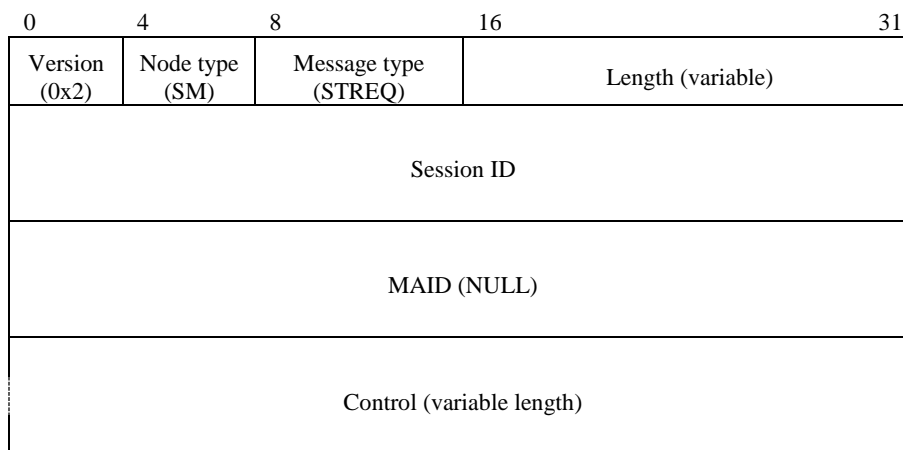 0 4 8 16 31
Version Node type Message type Length (variable)
(0x2) (SM) (STREQ)
Session ID
MAID (NULL)
Control (variable length)